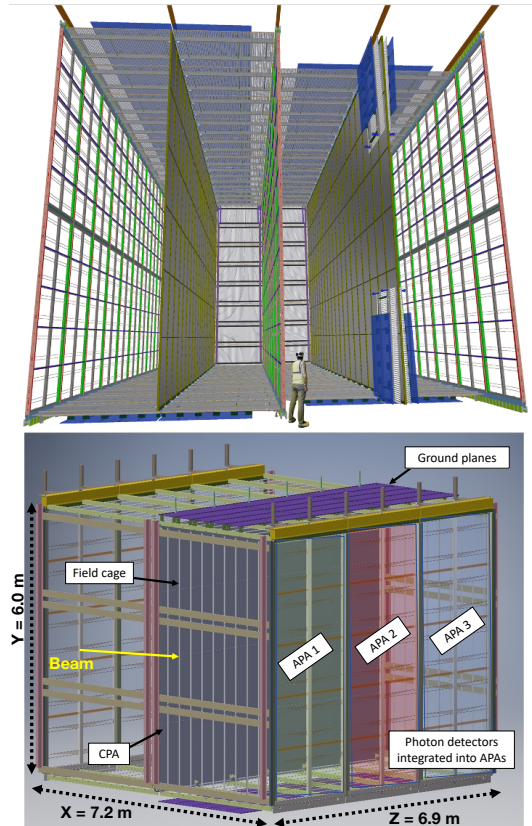 Ground planes
Field cage
Y = 6.0 m
APA 1
APA 2
APA 3
Beam
CPA
Photon detectors
integrated into APAs
X = 7.2 m
Z = 6.9 m